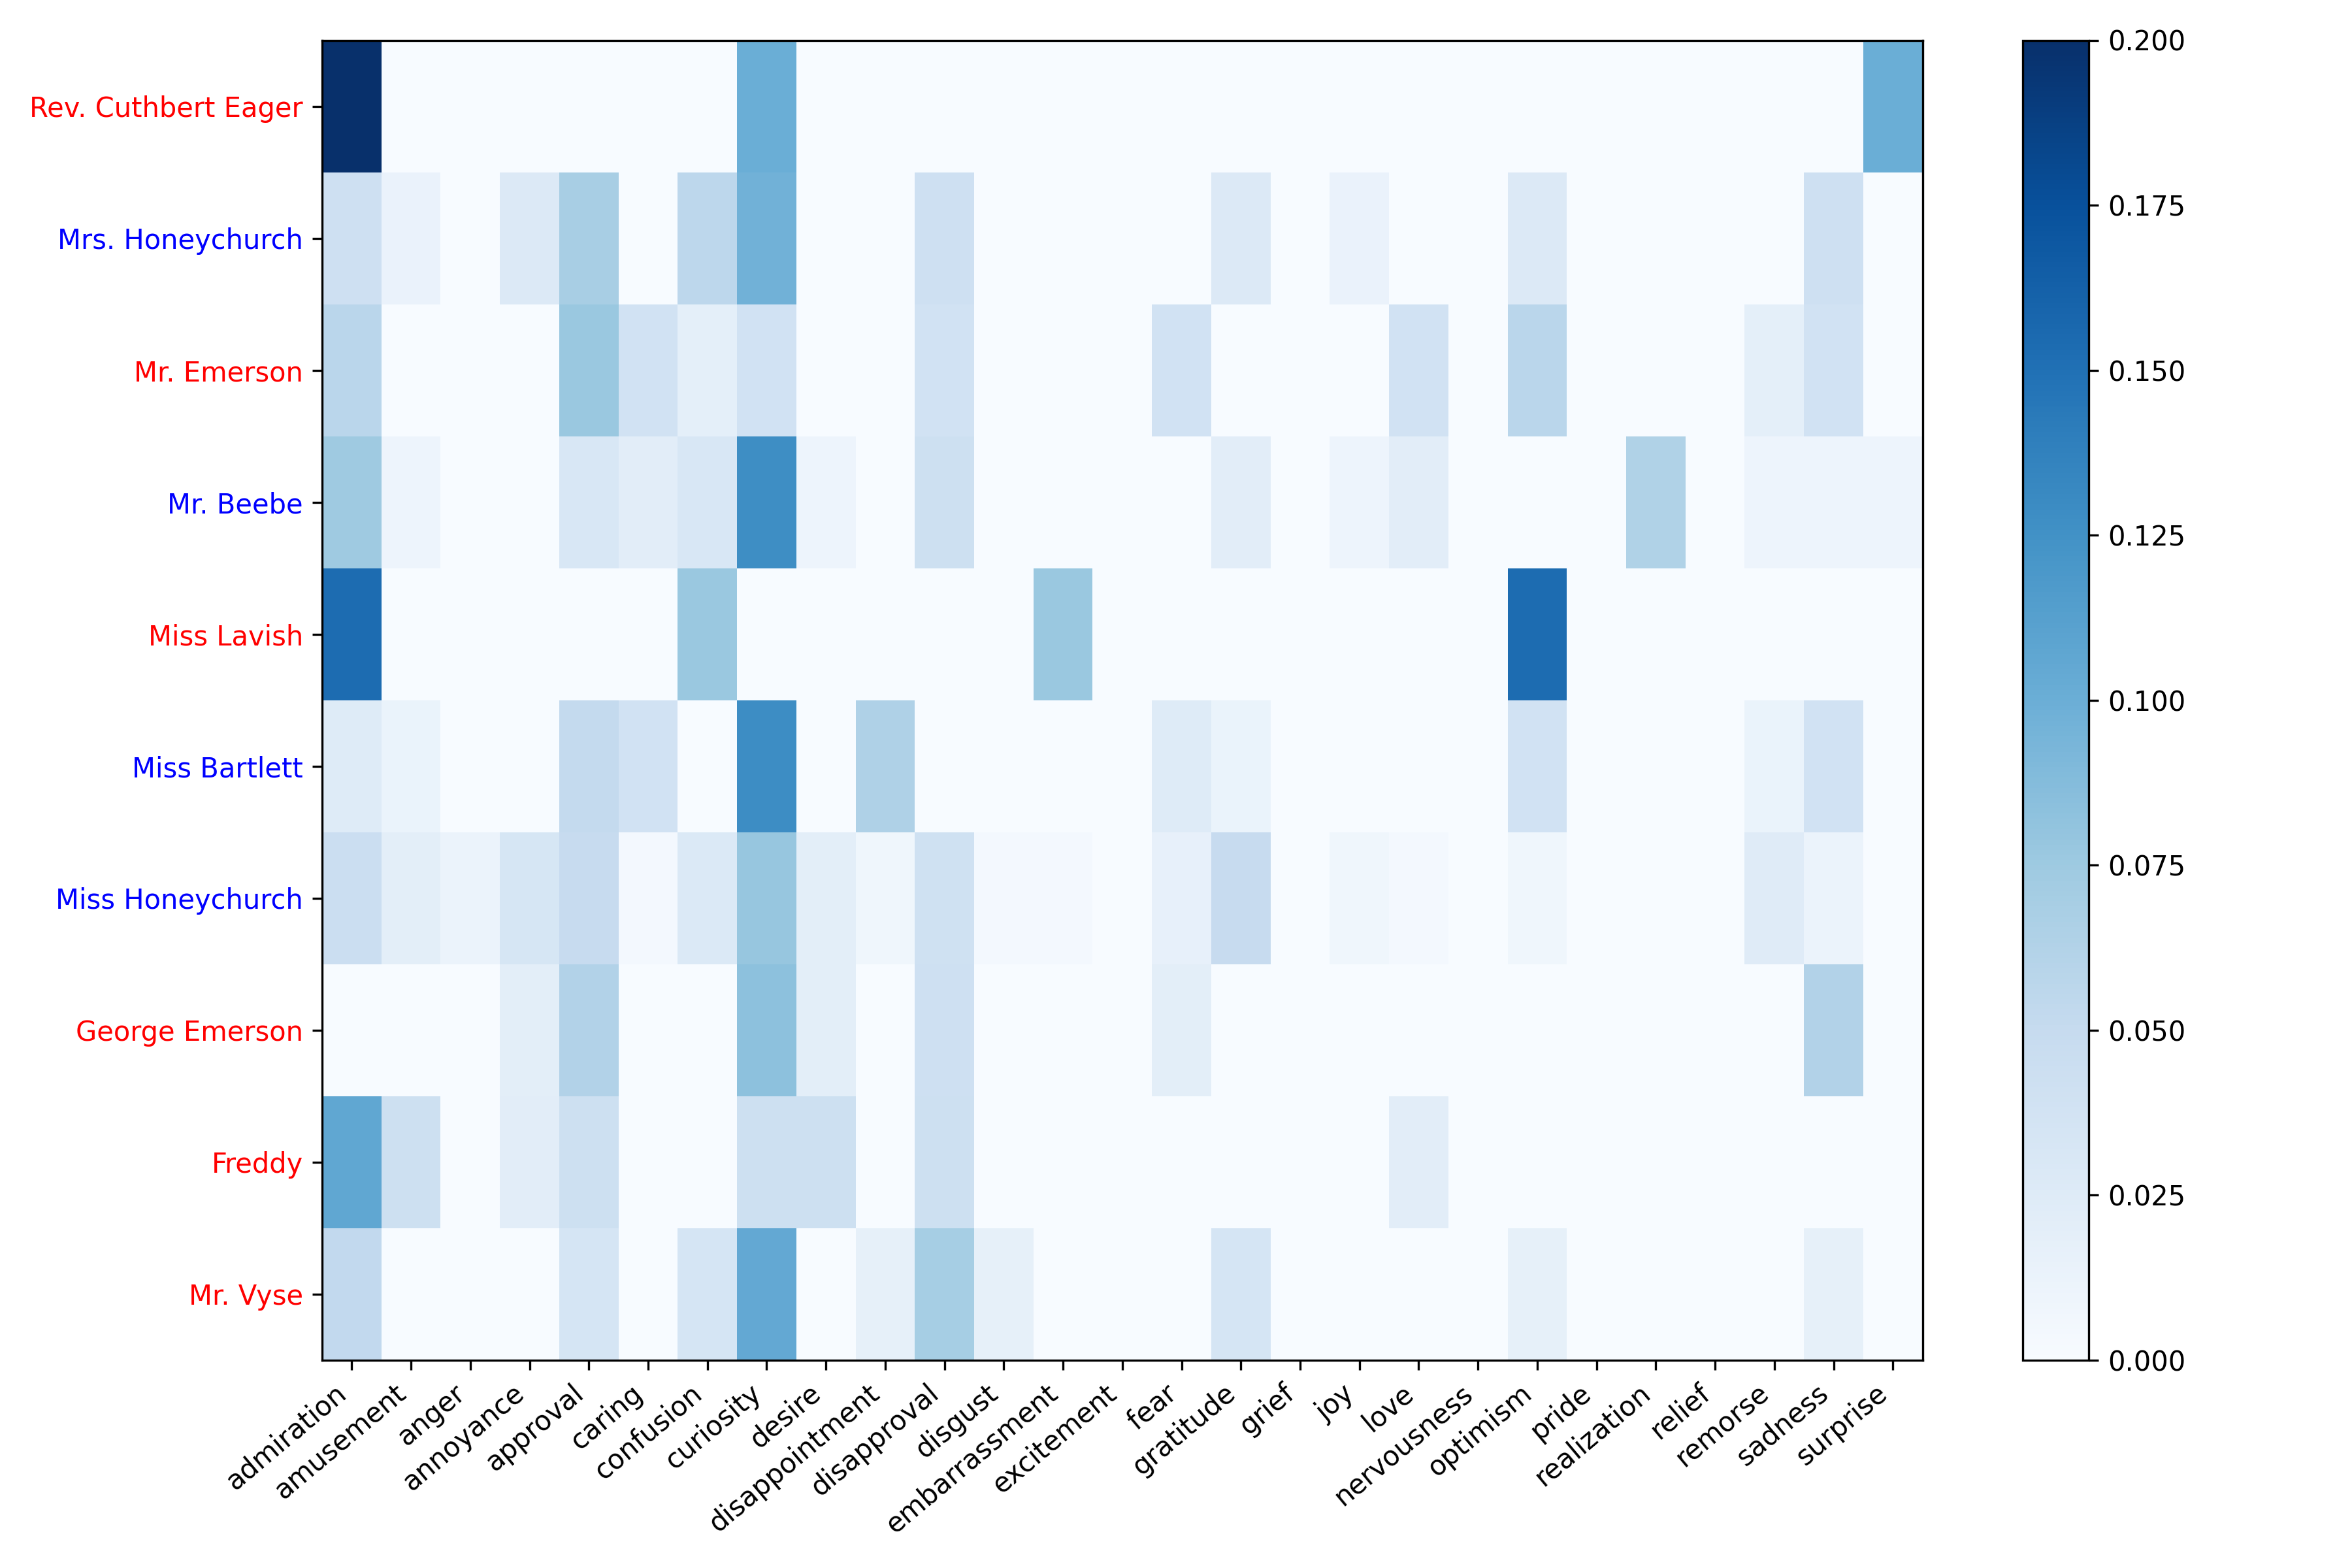 Rev. Cuthbert Eager
Mrs. Honeychurch
Mr. Emerson
Mr. Beebe
Miss Lavish
Miss Bartlett
Miss Honeychurch
George Emerson
Freddy
Mr. Vyse
admiration
amusement
anger
annoyance
approval
caring
confusion
curiosity
desire
disappointment
disapproval
disgust
embarrassment
excitement
fear
gratitude
grief
joy
love
nervousness
optimism
pride
realization
relief
remorse
sadness
surprise
0.200
0.175
0.150
0.125
0.100
0.075
0.050
0.025
0.000